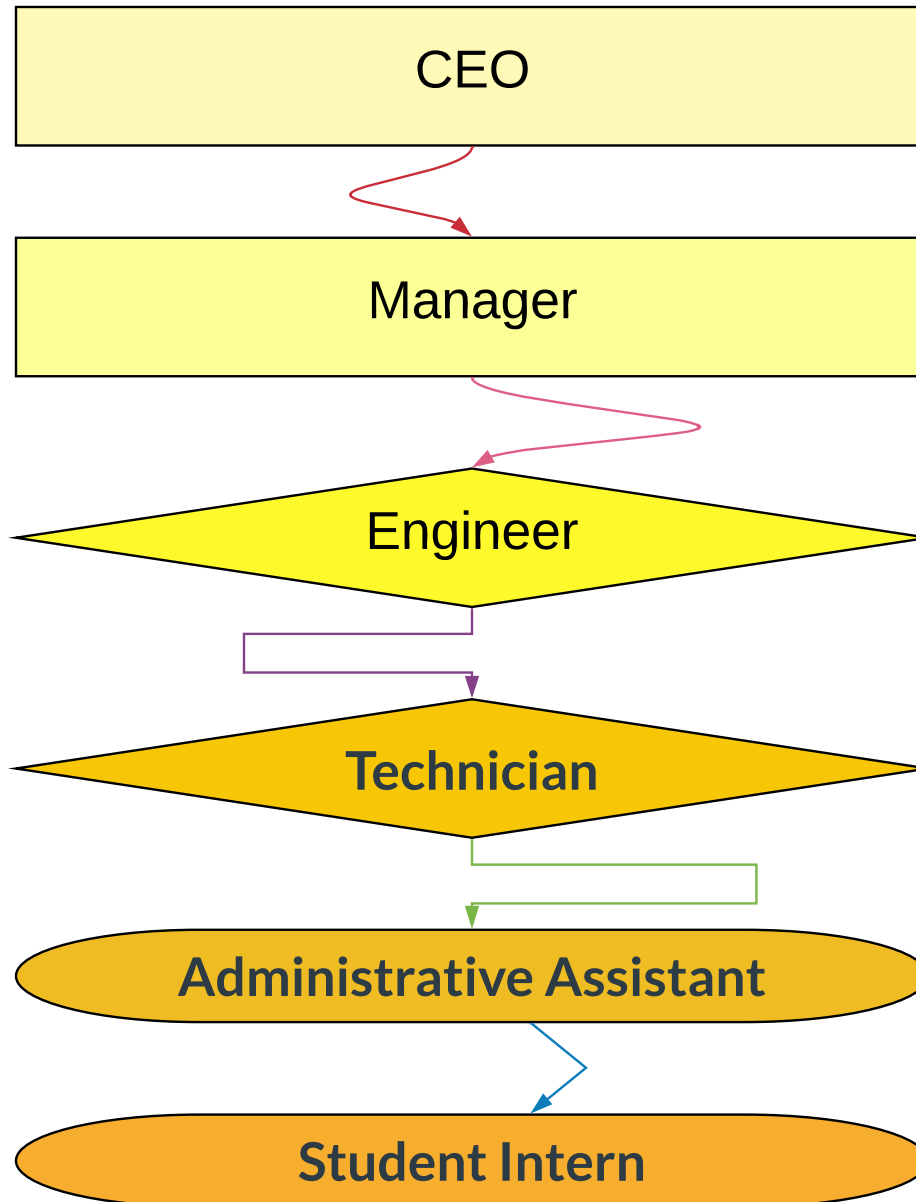 CEO
Manager
Engineer
Technician
Administrative Assistant
Student Intern